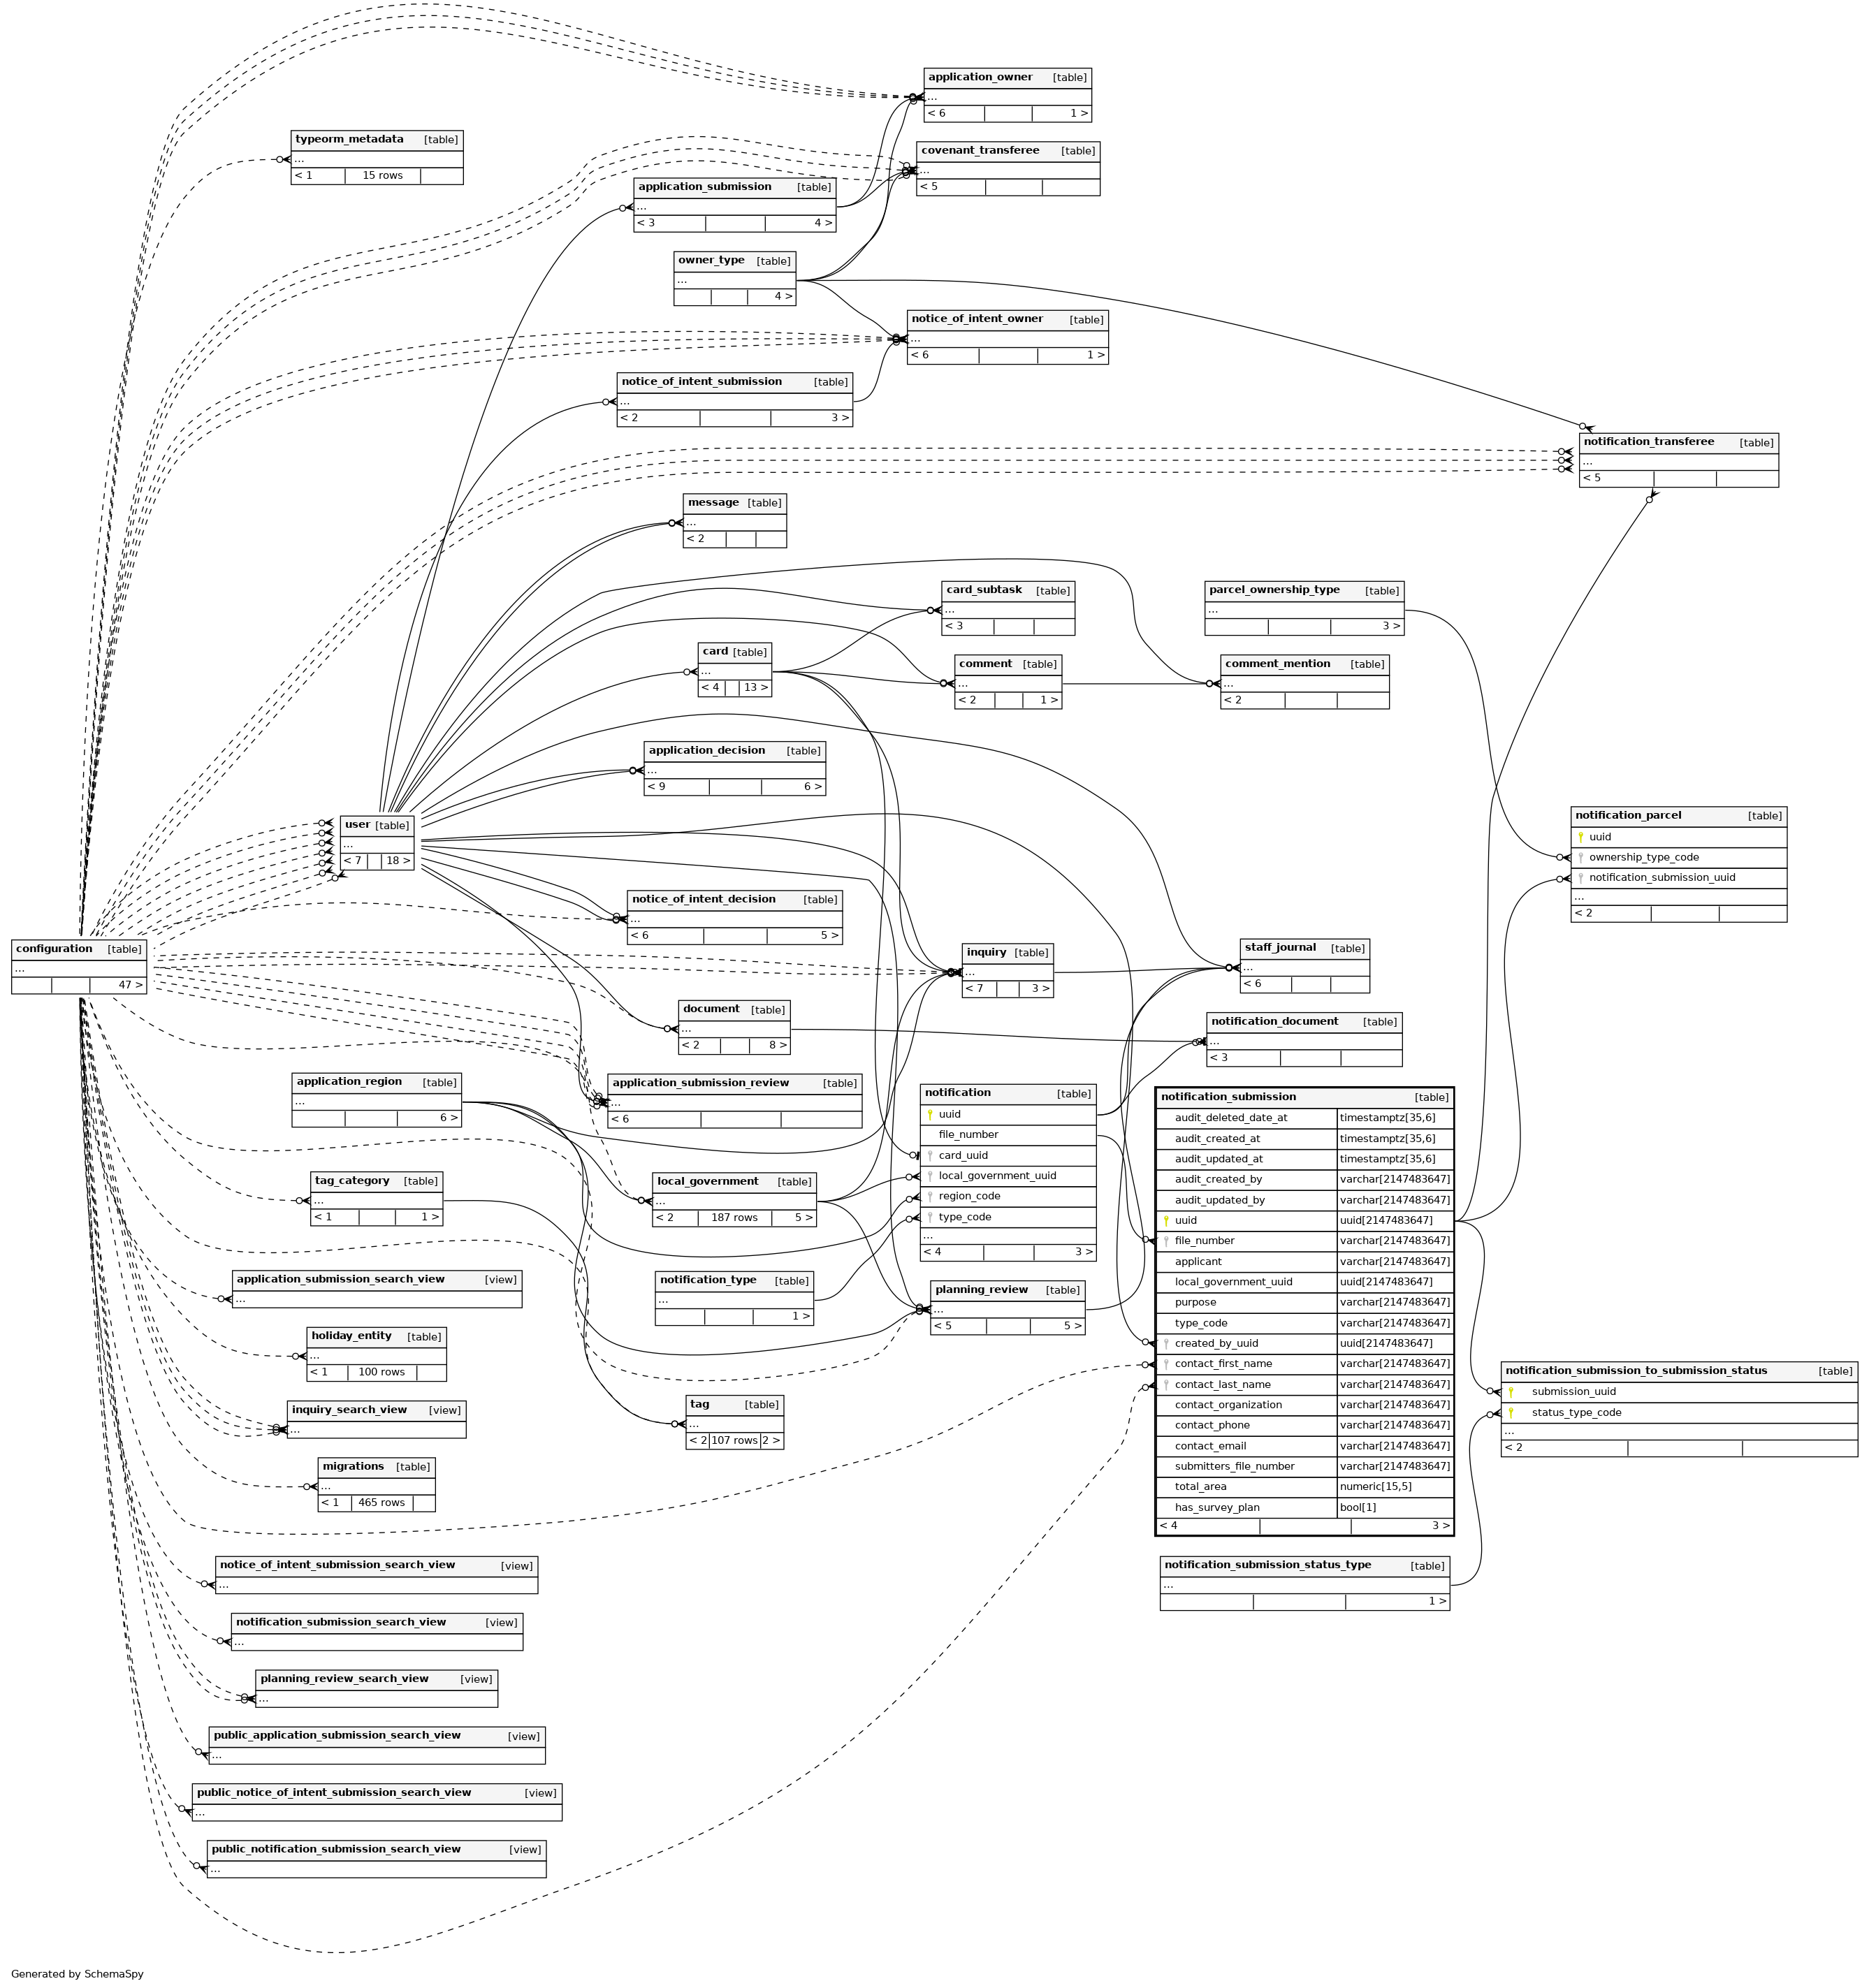 application_owner [table]
...
< 6 1 >
typeorm_metadata [table]
...
< 1 15 rows
covenant_transferee [table]
...
< 5
application_submission [table]
...
< 3 4 >
owner_type [table]
...
4 >
notice_of_intent_owner [table]
...
< 6 1 >
notice_of_intent_submission [table]
...
< 2 3 >
notification_transferee [table]
...
< 5
message [table]
...
< 2
card_subtask [table]
...
< 3
parcel_ownership_type [table]
...
3 >
card [table]
...
< 4 13 >
comment [table]
...
< 2 1 >
comment_mention [table]
...
< 2
application_decision [table]
...
< 9 6 >
user [table]
...
< 7 18 >
notification_parcel [table]
uuid
ownership_type_code
notification_submission_uuid
...
< 2
notice_of_intent_decision [table]
...
< 6 5 >
configuration [table]
...
47 >
inquiry [table]
...
< 7 3 >
staff_journal [table]
...
< 6
document [table]
...
< 2 8 >
notification_document [table]
...
< 3
application_region [table]
...
6 >
application_submission_review [table]
...
< 6
notification [table]
uuid
file_number
card_uuid
local_government_uuid
region_code
type_code
...
< 4 3 >
notification_submission [table]
audit_deleted_date_at timestamptz[35,6]
audit_created_at timestamptz[35,6]
audit_updated_at timestamptz[35,6]
audit_created_by varchar[2147483647]
audit_updated_by varchar[2147483647]
uuid uuid[2147483647]
file_number varchar[2147483647]
applicant varchar[2147483647]
local_government_uuid uuid[2147483647]
purpose varchar[2147483647]
type_code varchar[2147483647]
created_by_uuid uuid[2147483647]
contact_first_name varchar[2147483647]
contact_last_name varchar[2147483647]
contact_organization varchar[2147483647]
contact_phone varchar[2147483647]
contact_email varchar[2147483647]
submitters_file_number varchar[2147483647]
total_area numeric[15,5]
has_survey_plan bool[1]
< 4 3 >
tag_category [table]
...
< 1 1 >
local_government [table]
...
< 2 187 rows 5 >
application_submission_search_view [view]
...
notification_type [table]
...
1 >
planning_review [table]
...
< 5 5 >
holiday_entity [table]
...
< 1 100 rows
notification_submission_to_submission_status [table]
submission_uuid
status_type_code
...
< 2
inquiry_search_view [view]
...
tag [table]
...
< 2 107 rows 2 >
migrations [table]
...
< 1 465 rows
notice_of_intent_submission_search_view [view]
...
notification_submission_status_type [table]
...
1 >
notification_submission_search_view [view]
...
planning_review_search_view [view]
...
public_application_submission_search_view [view]
...
public_notice_of_intent_submission_search_view [view]
...
public_notification_submission_search_view [view]
...
Generated by SchemaSpy